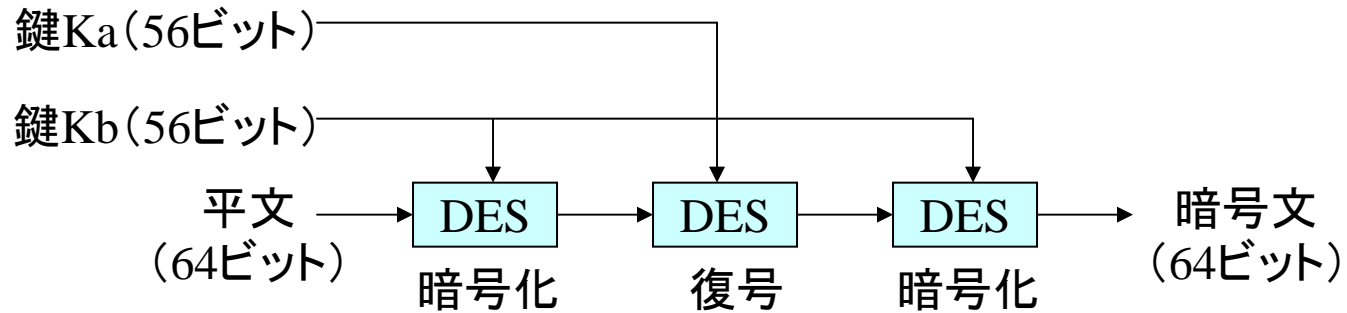 鍵Ka(56ビット)
鍵Kb(56ビット)
平文
(64ビット)
DES
暗号化
DES
復号
DES
暗号化
暗号文
(64ビット)